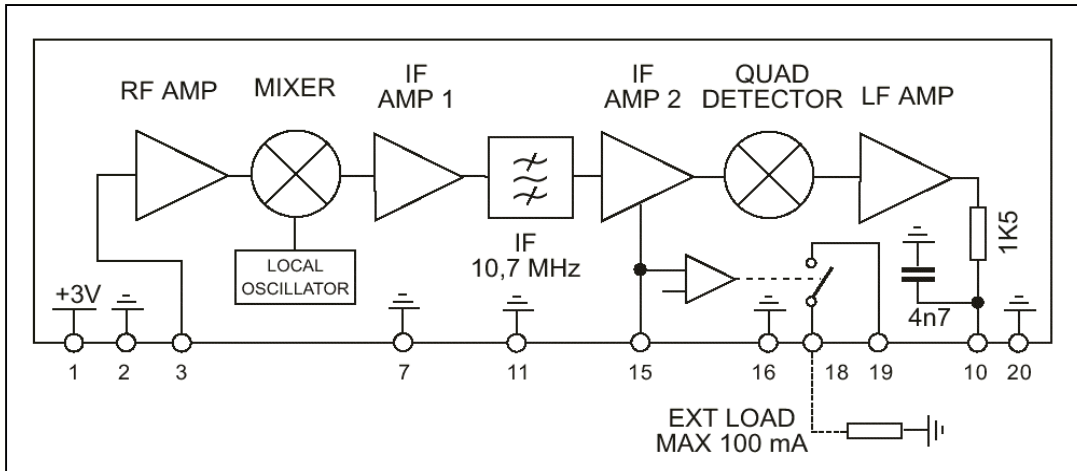 RF AMP
MIXER
IF
AMP 1
IF
AMP 2
QUAD
DETECTOR
LF AMP
LOCAL
OSCILLATOR
IF
10,7 MHz
1K5
4n7
+3V
1 2 3 7 11 15 16 18 19 10 20
EXT LOAD
MAX 100 mA